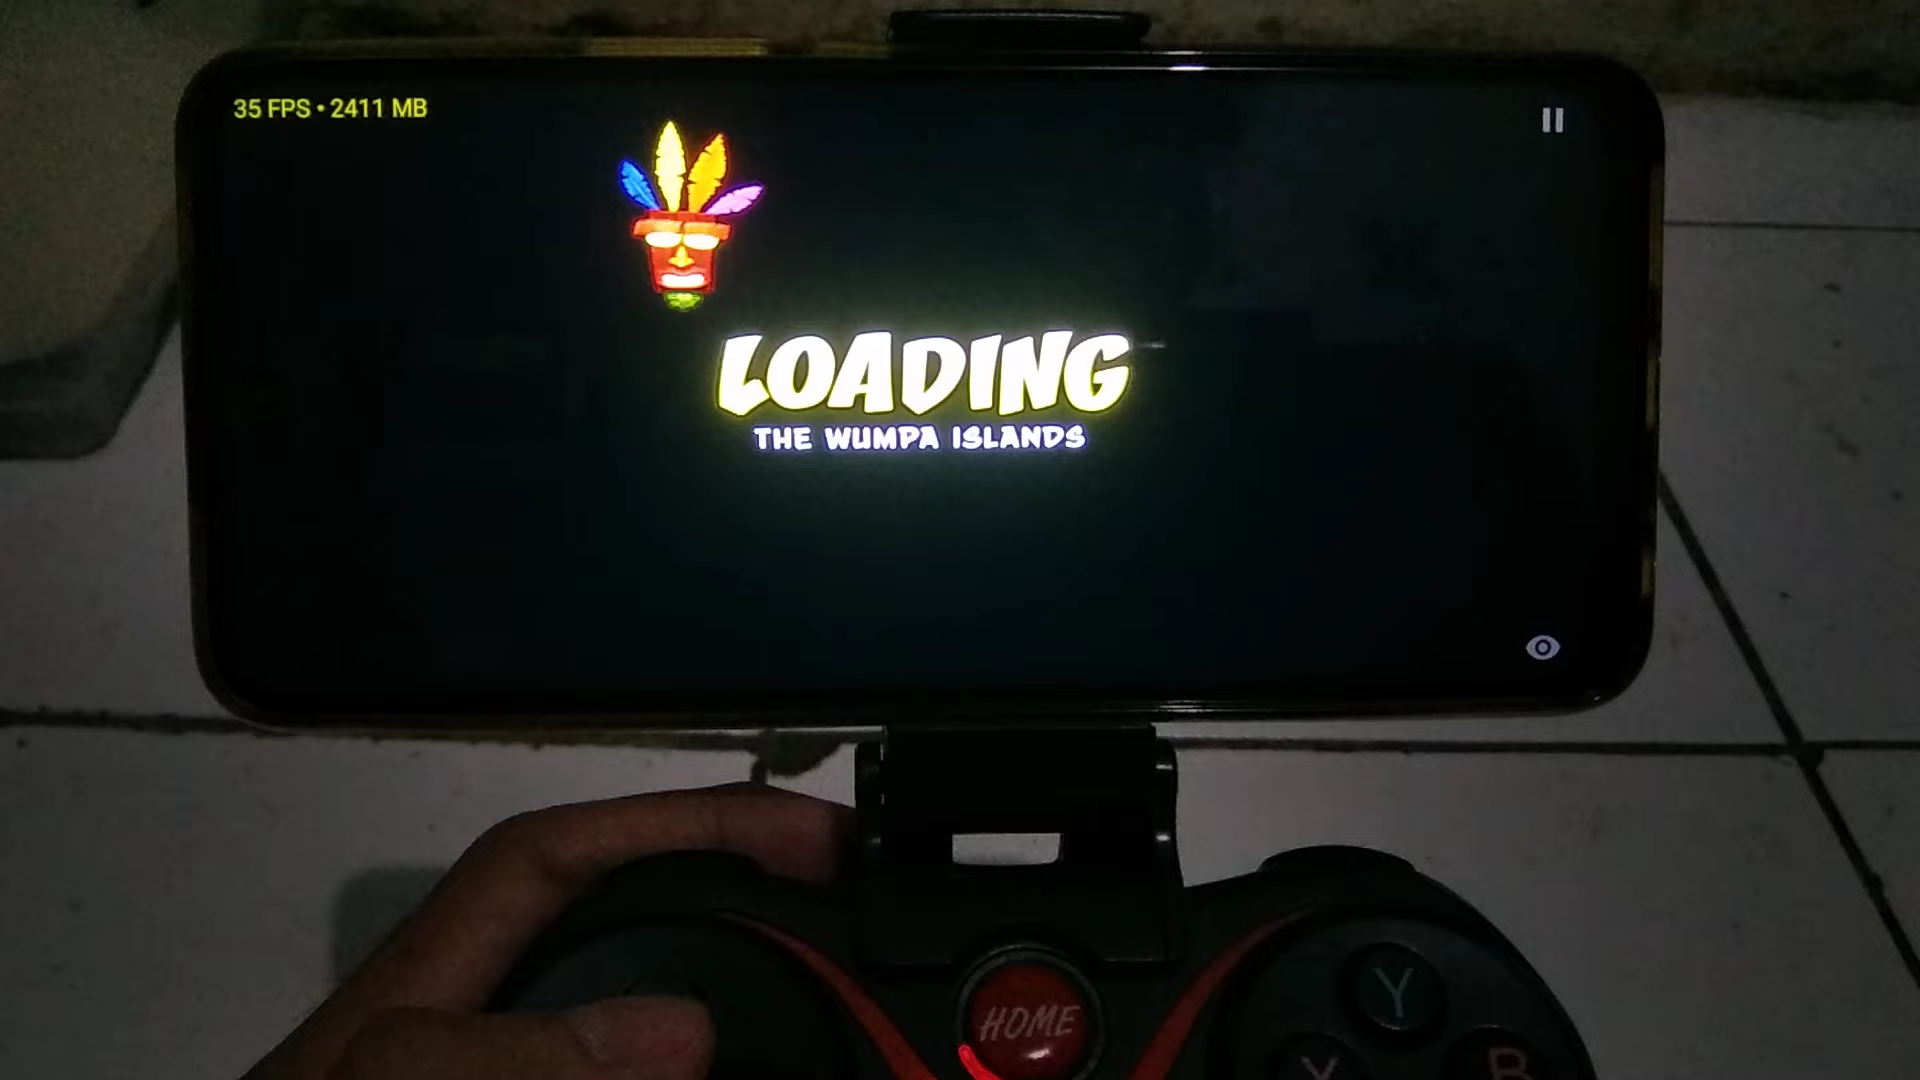 35 FPS • 2411 MB
LOADING
THE WUMPA ISLANDS
HOME
Y
X
B